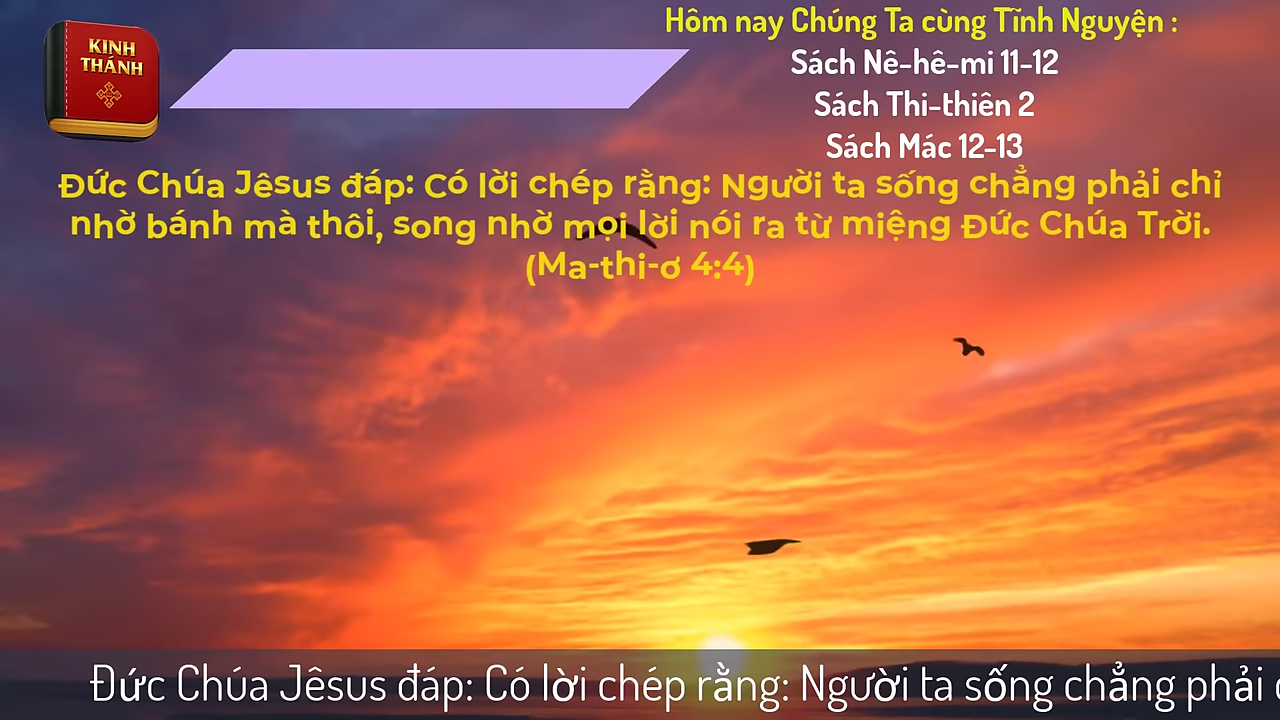 KINH
THÁNH
Hôm nay Chúng Ta cùng Tĩnh Nguyện :
Sách Nê-hê-mi 11-12
Sách Thi-thiên 2
Sách Mác 12-13
Đức Chúa Jêsus đáp: Có lời chép rằng: Người ta sống chẳng phải chỉ
nhờ bánh mà thôi, song nhờ mọi lời nói ra từ miệng Đức Chúa Trời.
(Ma-thi-ơ 4:4)
Đức Chúa Jêsus đáp: Có lời chép rằng: Người ta sống chẳng phải